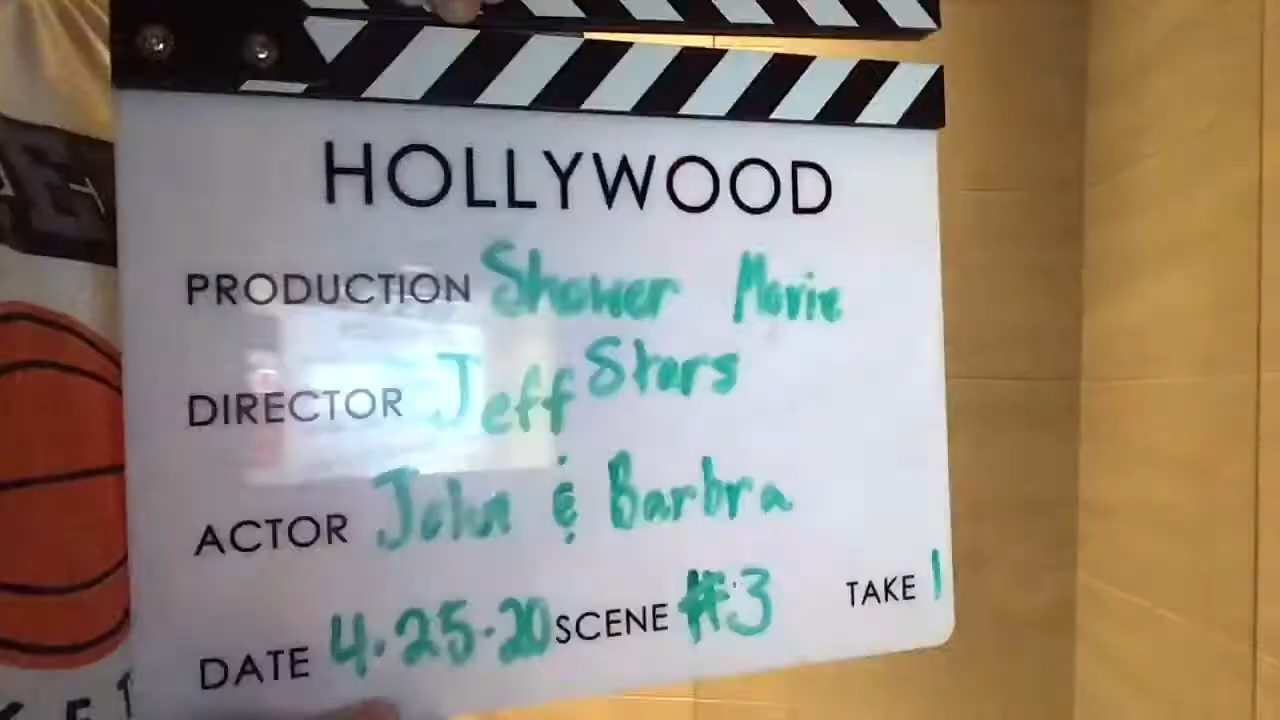 HOLLYWOOD
PRODUCTION Shower Movie
DIRECTOR Jeff Stars
ACTOR John & Barbra
DATE 4.25.20 SCENE #3 TAKE 1